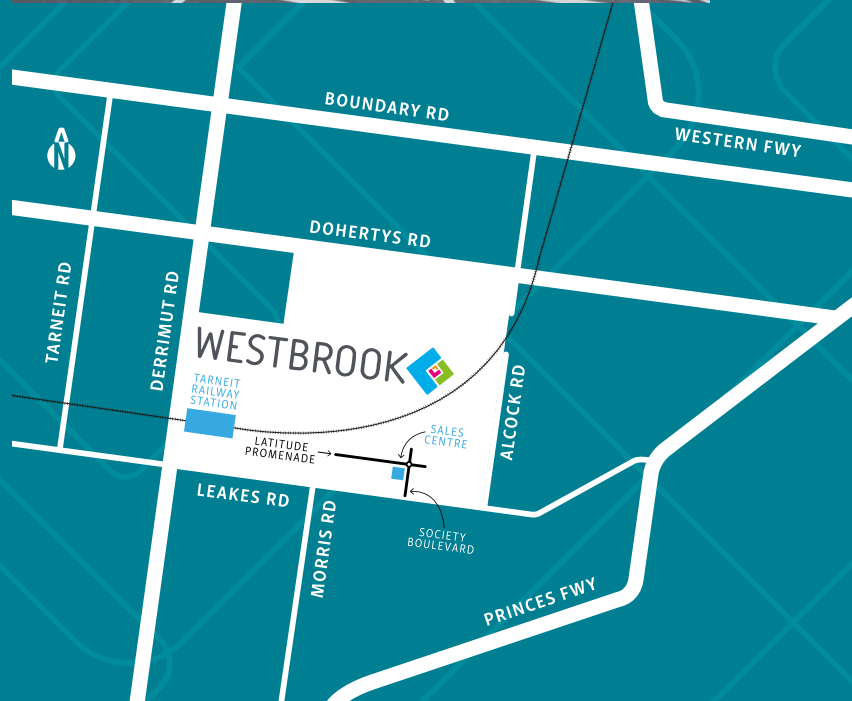 BOUNDARY RD
WESTERN FWY
N
DOHERTYS RD
TARNEIT RD
DERRIMUT RD
WESTBROOK
TARNEIT
RAILWAY
STATION
ALCOCK RD
SALES
CENTRE
LATITUDE
PROMENADE
LEAKES RD
MORRIS RD
SOCIETY
BOULEVARD
PRINCES FWY